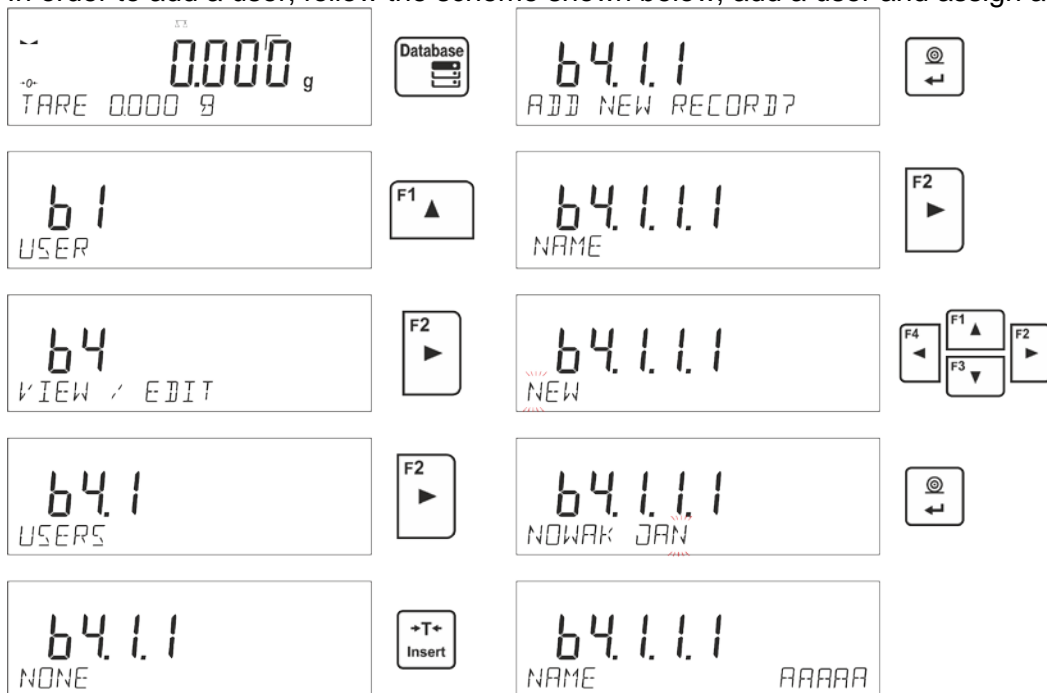 In order to add a user, follow the scheme shown below, add a user and assign a
→0←
0.000 g
TARE 0.000 g
Database
b1
USER
F1
b4
VIEW / EDIT
F2
b4.1
USERS
F2
b4.1.1
NONE
→T←
Insert
b4.1.1
ADD NEW RECORD?
b4.1.1.1
NAME
F2
b4.1.1.1
NEW
F4
F1
F3
F2
b4.1.1.1
NOWAK JAN
b4.1.1.1
NAME AAAAA